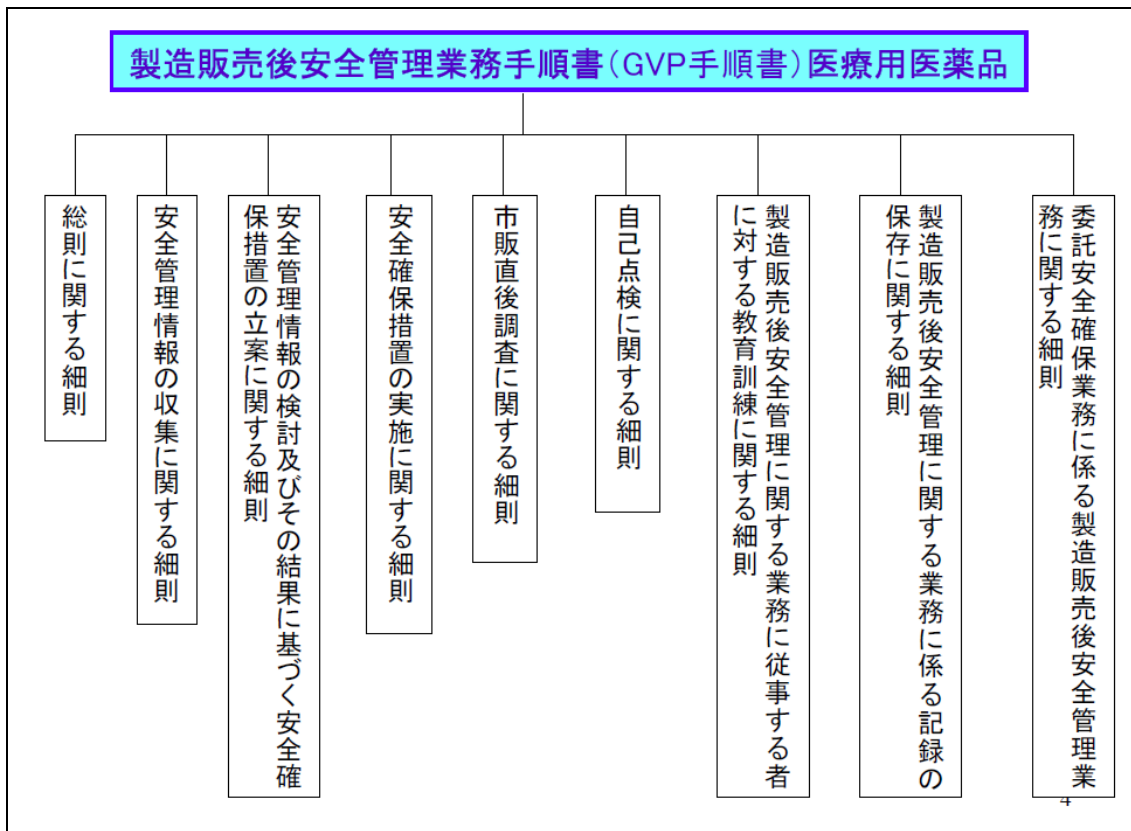 製造販売後安全管理業務手順書（GVP手順書）医療用医薬品
総則に関する細則
安全管理情報の収集に関する細則
安全管理情報の検討及びその結果に基づく安全確
保措置の立案に関する細則
安全確保措置の実施に関する細則
市販直後調査に関する細則
自己点検に関する細則
製造販売後安全管理に関する業務に従事する者
に対する教育訓練に関する細則
製造販売後安全管理に関する業務に係る記録の
保存に関する細則
委託安全確保業務に係る製造販売後安全管理業
務に関する細則
4